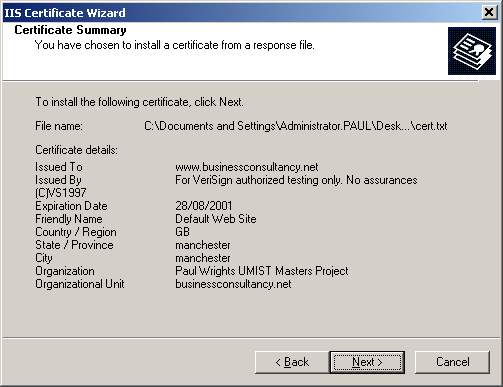 IIS Certificate Wizard
Certificate Summary
You have chosen to install a certificate from a response file.
To install the following certificate, click Next.
File name: C:\Documents and Settings\Administrator.PAUL\Desk...\cert.txt
Certificate details:
Issued To www.businessconsultancy.net
Issued By For VeriSign authorized testing only. No assurances
(C)VS1997
Expiration Date 28/08/2001
Friendly Name Default Web Site
Country / Region GB
State / Province manchester
City manchester
Organization Paul Wrights UMIST Masters Project
Organizational Unit businessconsultancy.net
< Back Next > Cancel